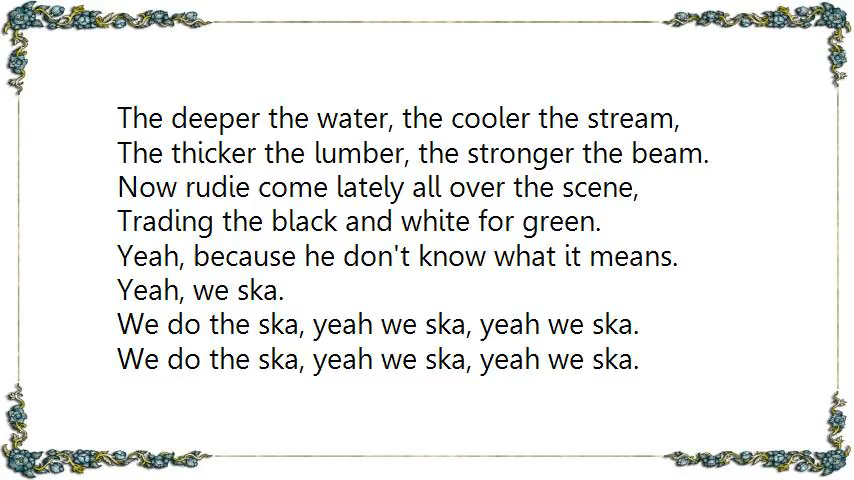 The deeper the water, the cooler the stream,
The thicker the lumber, the stronger the beam.
Now rudie come lately all over the scene,
Trading the black and white for green.
Yeah, because he don't know what it means.
Yeah, we ska.
We do the ska, yeah we ska, yeah we ska.
We do the ska, yeah we ska, yeah we ska.